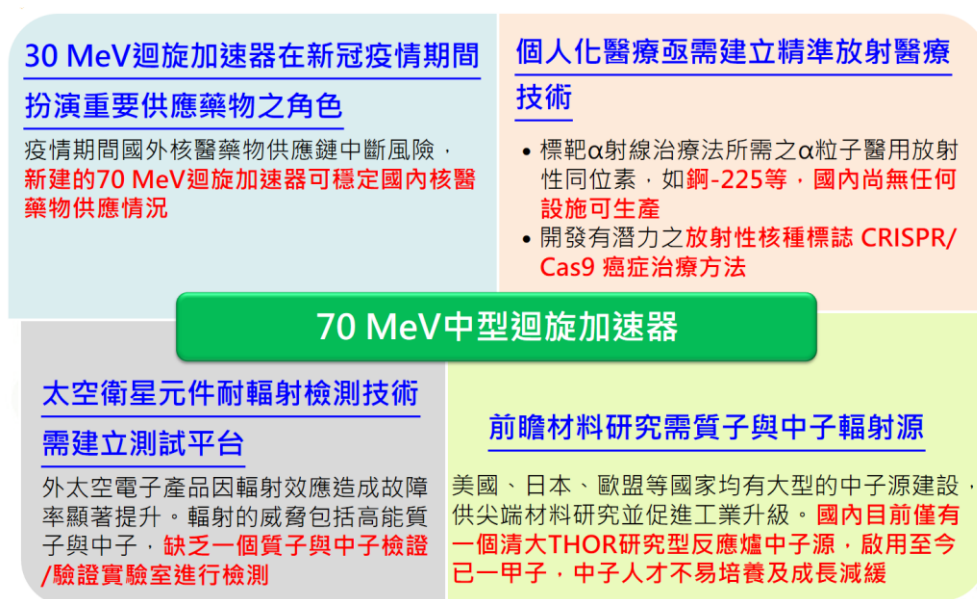 30 MeV迴旋加速器在新冠疫情期間
扮演重要供應藥物之角色
疫情期間國外核醫藥物供應鏈中斷風險，
新建的70 MeV迴旋加速器可穩定國內核醫
藥物供應情況
個人化醫療亟需建立精準放射醫療
技術
• 標靶α射線治療法所需之α粒子醫用放射
性同位素，如錒-225等，國內尚無任何
設施可生產
• 開發有潛力之放射性核種標誌 CRISPR/
Cas9 癌症治療方法
70 MeV中型迴旋加速器
太空衛星元件耐輻射檢測技術
需建立測試平台
外太空電子產品因輻射效應造成故障
率顯著提升。輻射的威脅包括高能質
子與中子，缺乏一個質子與中子檢證
/驗證實驗室進行檢測
前瞻材料研究需質子與中子輻射源
美國、日本、歐盟等國家均有大型的中子源建設，
供尖端材料研究並促進工業升級。國內目前僅有
一個清大THOR研究型反應爐中子源，啟用至今
已一甲子，中子人才不易培養及成長減緩